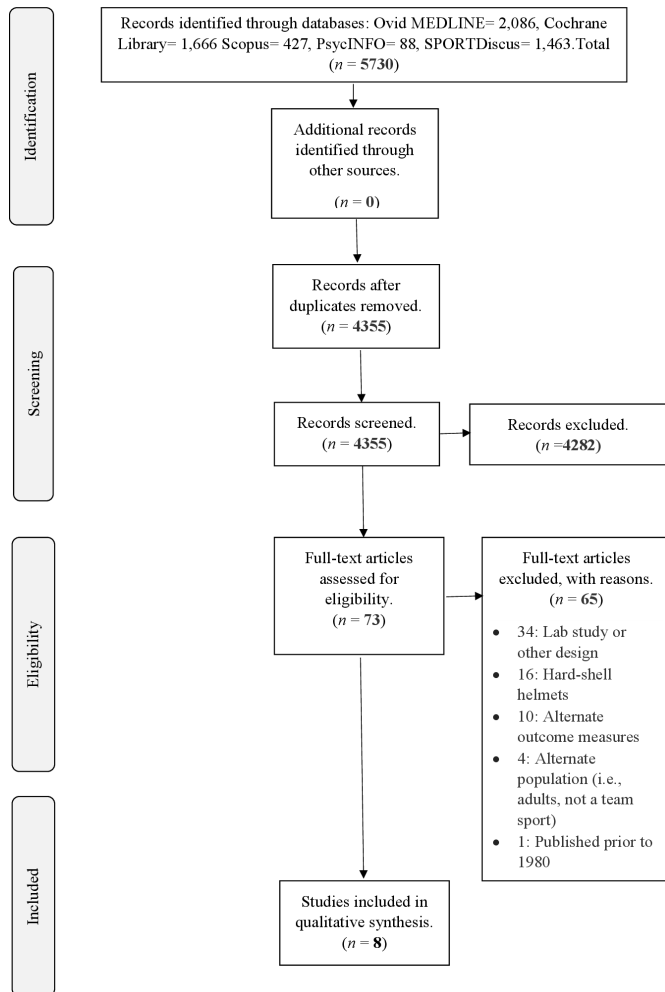 Identification
Records identified through databases: Ovid MEDLINE= 2,086, Cochrane
Library= 1,666 Scopus= 427, PsycINFO= 88, SPORTDiscus= 1,463.Total
(n = 5730)
Additional records
identified through
other sources.
(n = 0)
Screening
Records after
duplicates removed.
(n = 4355)
Records screened.
(n = 4355)
Records excluded.
(n =4282)
Eligibility
Full-text articles
assessed for
eligibility.
(n = 73)
Full-text articles
excluded, with reasons.
(n = 65)
• 34: Lab study or
other design
• 16: Hard-shell
helmets
• 10: Alternate
outcome measures
• 4: Alternate
population (i.e.,
adults, not a team
sport)
• 1: Published prior to
1980
Included
Studies included in
qualitative synthesis.
(n = 8)